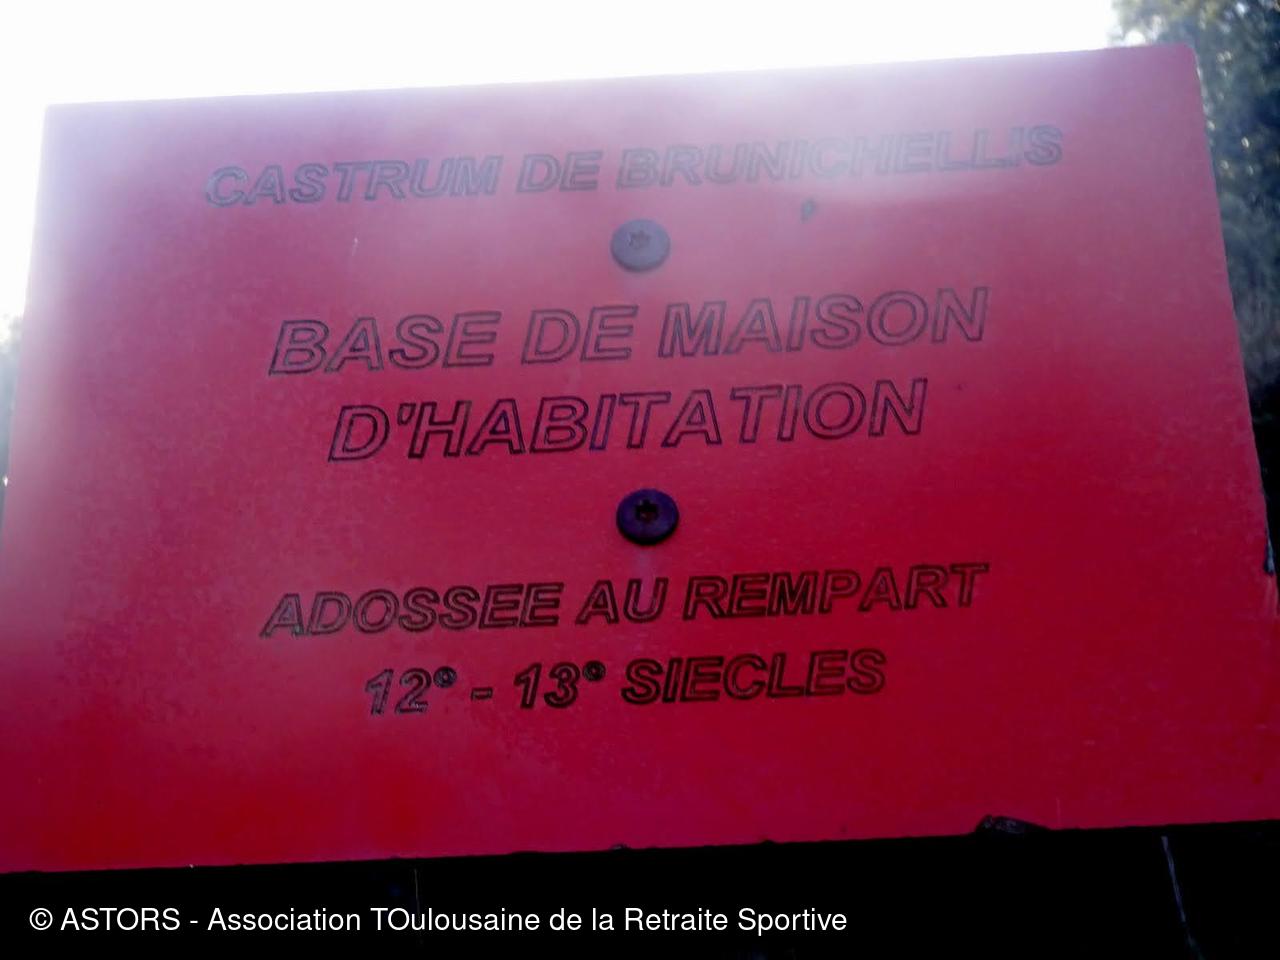 CASTRUM DE BRUNICHELLIS
BASE DE MAISON
D'HABITATION
ADOSSEE AU REMPART
12° - 13° SIECLES
© ASTORS - Association TOulousaine de la Retraite Sportive